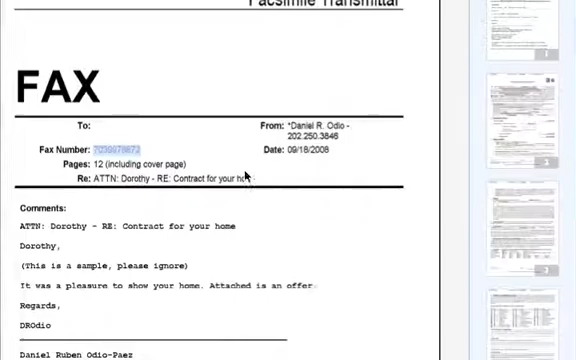 Facsimile Transmittal
FAX
To:
From: *Daniel R. Odio -
202.250.3846
Fax Number:
Date: 09/18/2008
Pages: 12 (including cover page)
Re: ATTN: Dorothy - RE: Contract for your
Comments:
ATTN: Dorothy - RE: Contract for your home
Dorothy,
(This is a sample, please ignore)
It was a pleasure to show your home. Attached is an offer.
Regards,
DROdio
Daniel Ruben Odio-Paez